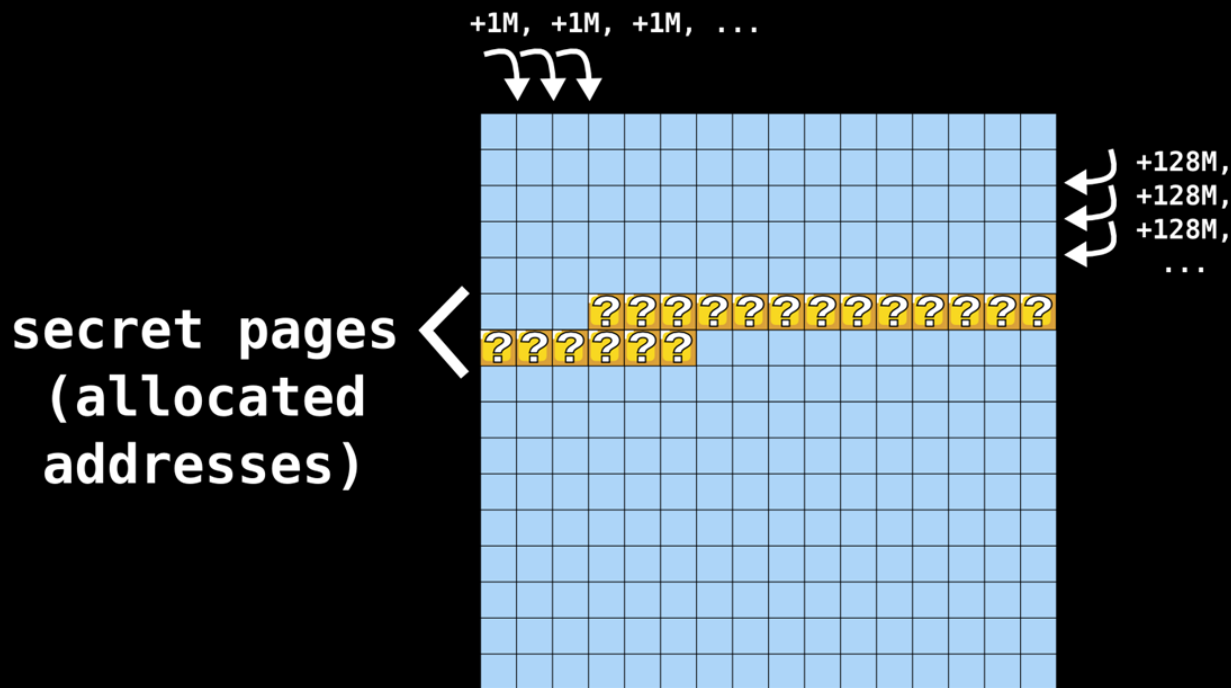 +1M, +1M, +1M, ...
+128M,
+128M,
+128M,
...
secret pages
(allocated
addresses)
? ? ? ? ? ? ? ? ? ? ? ? ?
? ? ? ? ? ?